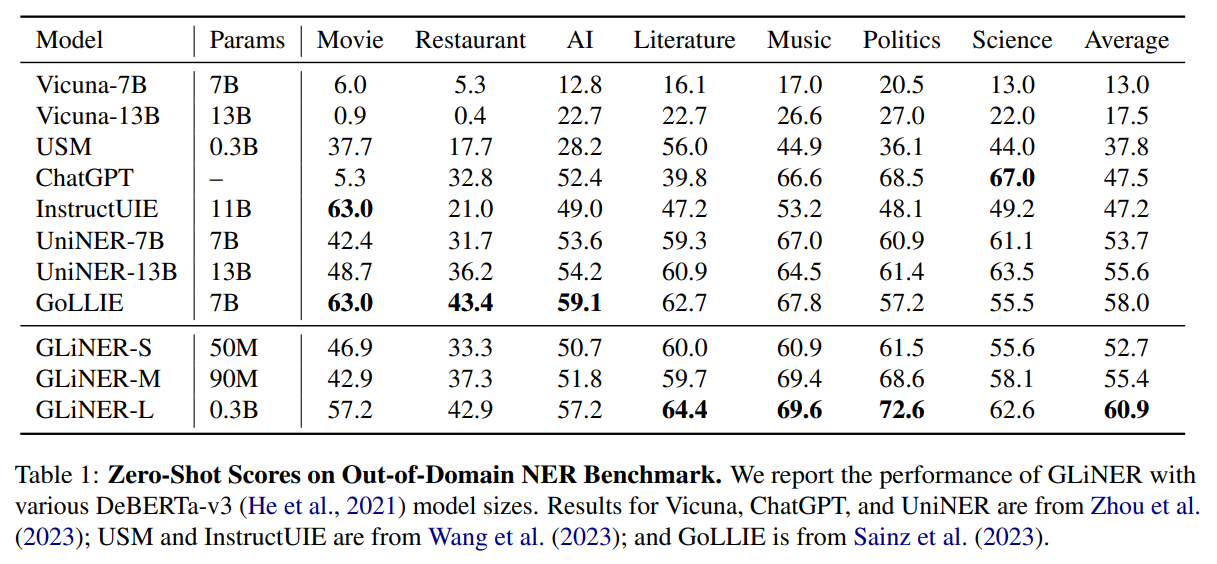 Model Params Movie Restaurant AI Literature Music Politics Science Average
Vicuna-7B 7B 6.0 5.3 12.8 16.1 17.0 20.5 13.0 13.0
Vicuna-13B 13B 0.9 0.4 22.7 22.7 26.6 27.0 22.0 17.5
USM 0.3B 37.7 17.7 28.2 56.0 44.9 36.1 44.0 37.8
ChatGPT – 5.3 32.8 52.4 39.8 66.6 68.5 67.0 47.5
InstructUIE 11B 63.0 21.0 49.0 47.2 53.2 48.1 49.2 47.2
UniNER-7B 7B 42.4 31.7 53.6 59.3 67.0 60.9 61.1 53.7
UniNER-13B 13B 48.7 36.2 54.2 60.9 64.5 61.4 63.5 55.6
GoLLIE 7B 63.0 43.4 59.1 62.7 67.8 57.2 55.5 58.0
GLiNER-S 50M 46.9 33.3 50.7 60.0 60.9 61.5 55.6 52.7
GLiNER-M 90M 42.9 37.3 51.8 59.7 69.4 68.6 58.1 55.4
GLiNER-L 0.3B 57.2 42.9 57.2 64.4 69.6 72.6 62.6 60.9
Table 1: Zero-Shot Scores on Out-of-Domain NER Benchmark. We report the performance of GLiNER with
various DeBERTa-v3 (He et al., 2021) model sizes. Results for Vicuna, ChatGPT, and UniNER are from Zhou et al.
(2023); USM and InstructUIE are from Wang et al. (2023); and GoLLIE is from Sainz et al. (2023).